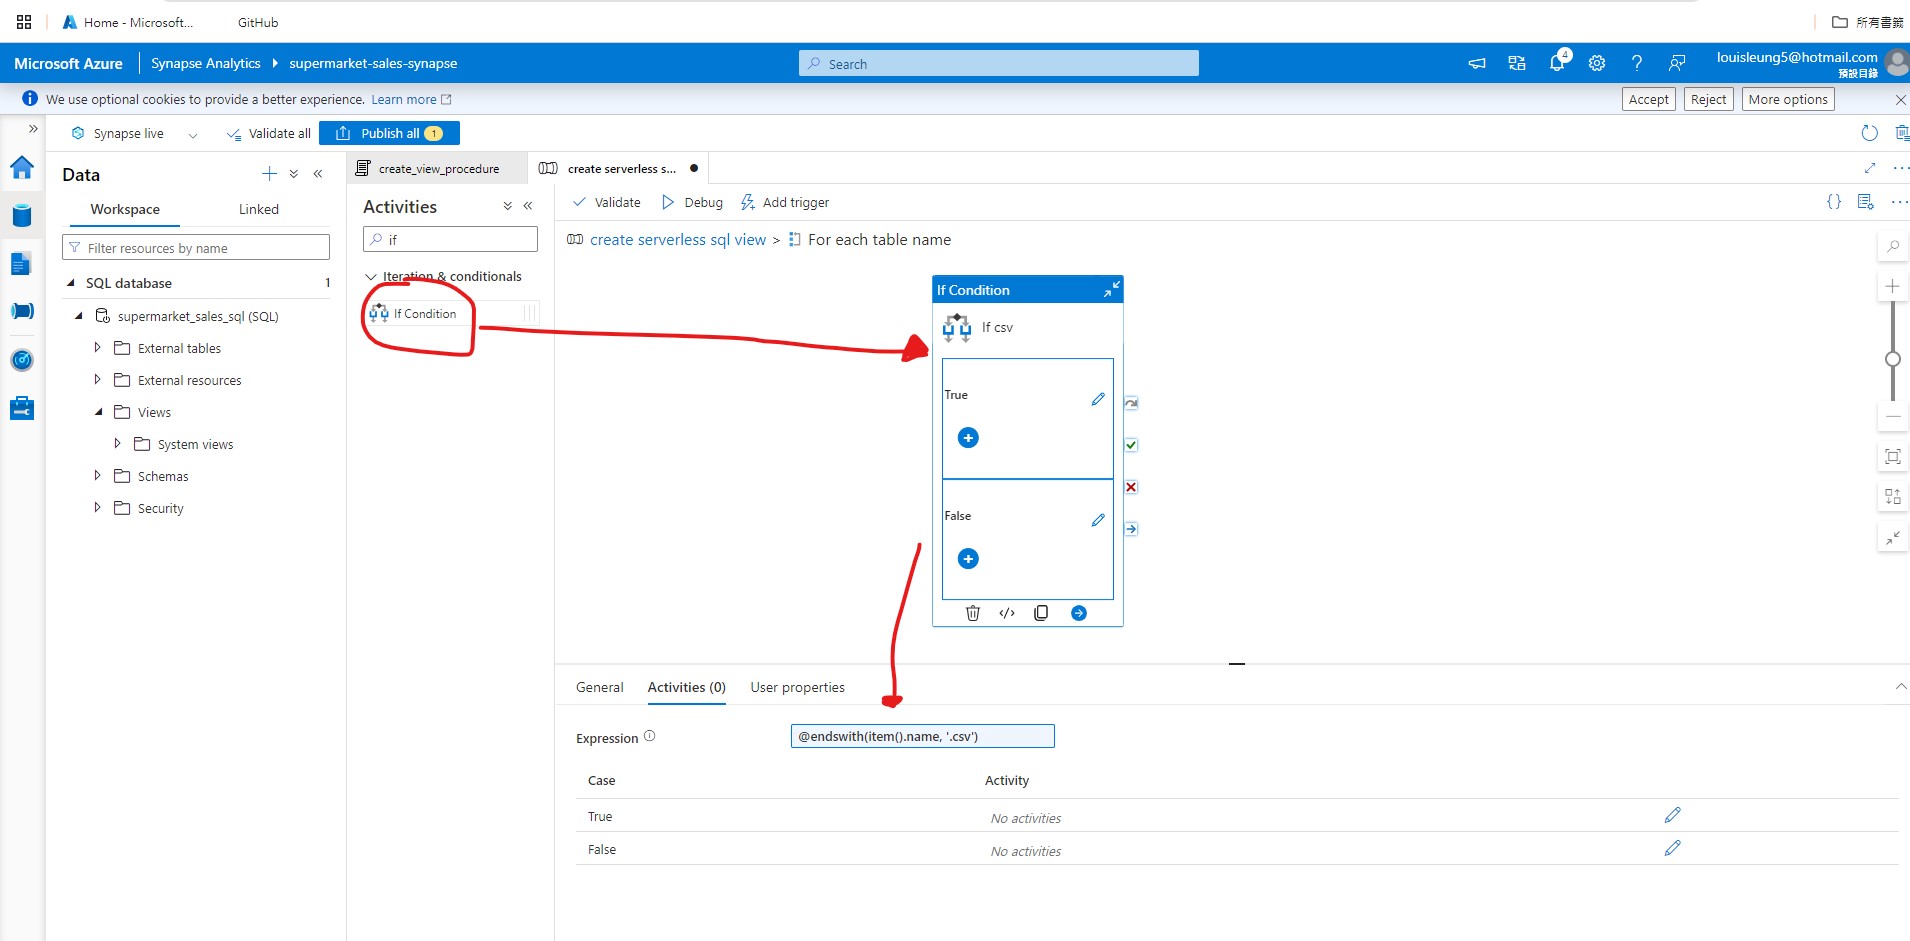 Home - Microsoft...
GitHub
所有書籤
Microsoft Azure
Synapse Analytics
supermarket-sales-synapse
Search
4
louisleung5@hotmail.com
預設目錄
We use optional cookies to provide a better experience. Learn more
Accept
Reject
More options
Synapse live
Validate all
Publish all 1
Data
Workspace
Linked
Filter resources by name
SQL database 1
supermarket_sales_sql (SQL)
External tables
External resources
Views
System views
Schemas
Security
create_view_procedure
create serverless s...
Activities
if
Iteration & conditionals
If Condition
Validate
Debug
Add trigger
{}
create serverless sql view > For each table name
If Condition
If csv
True
False
General
Activities (0)
User properties
Expression
@endswith(item().name, '.csv')
Case Activity
True No activities
False No activities